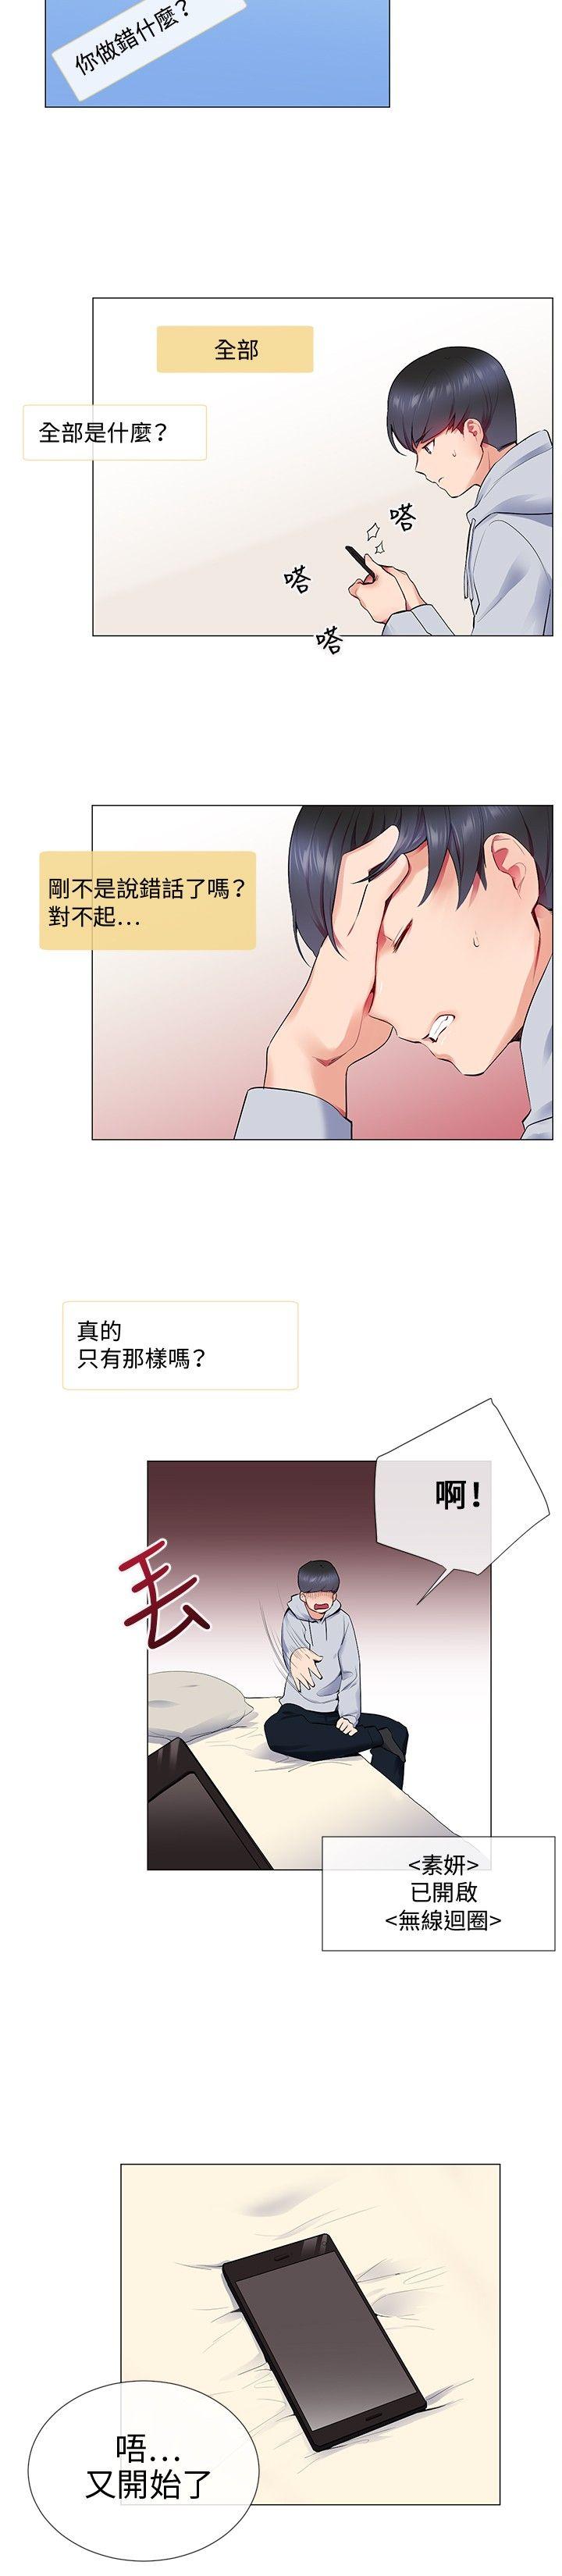 你做錯什麼？
全部
全部是什麼？
嗒
嗒
嗒
剛不是說錯話了嗎？
對不起...
真的
只有那樣嗎？
啊！
丟
<素妍>
已開啟
<無線迴圈>
唔...
又開始了